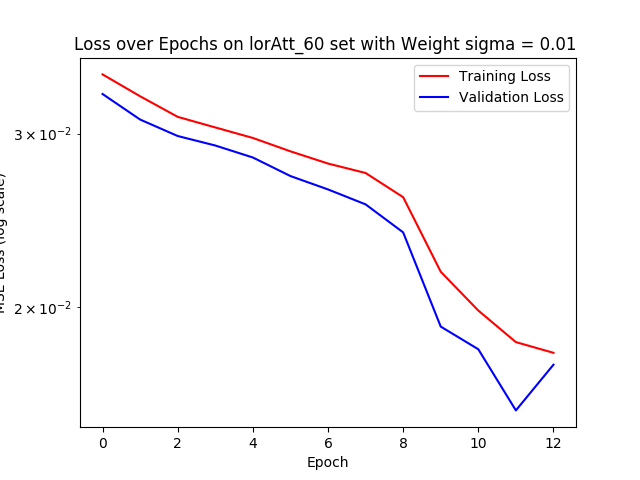 Loss over Epochs on lorAtt_60 set with Weight sigma = 0.01
Training Loss
Validation Loss
3 × 10⁻²
2 × 10⁻²
MSE Loss (log scale)
0 2 4 6 8 10 12
Epoch